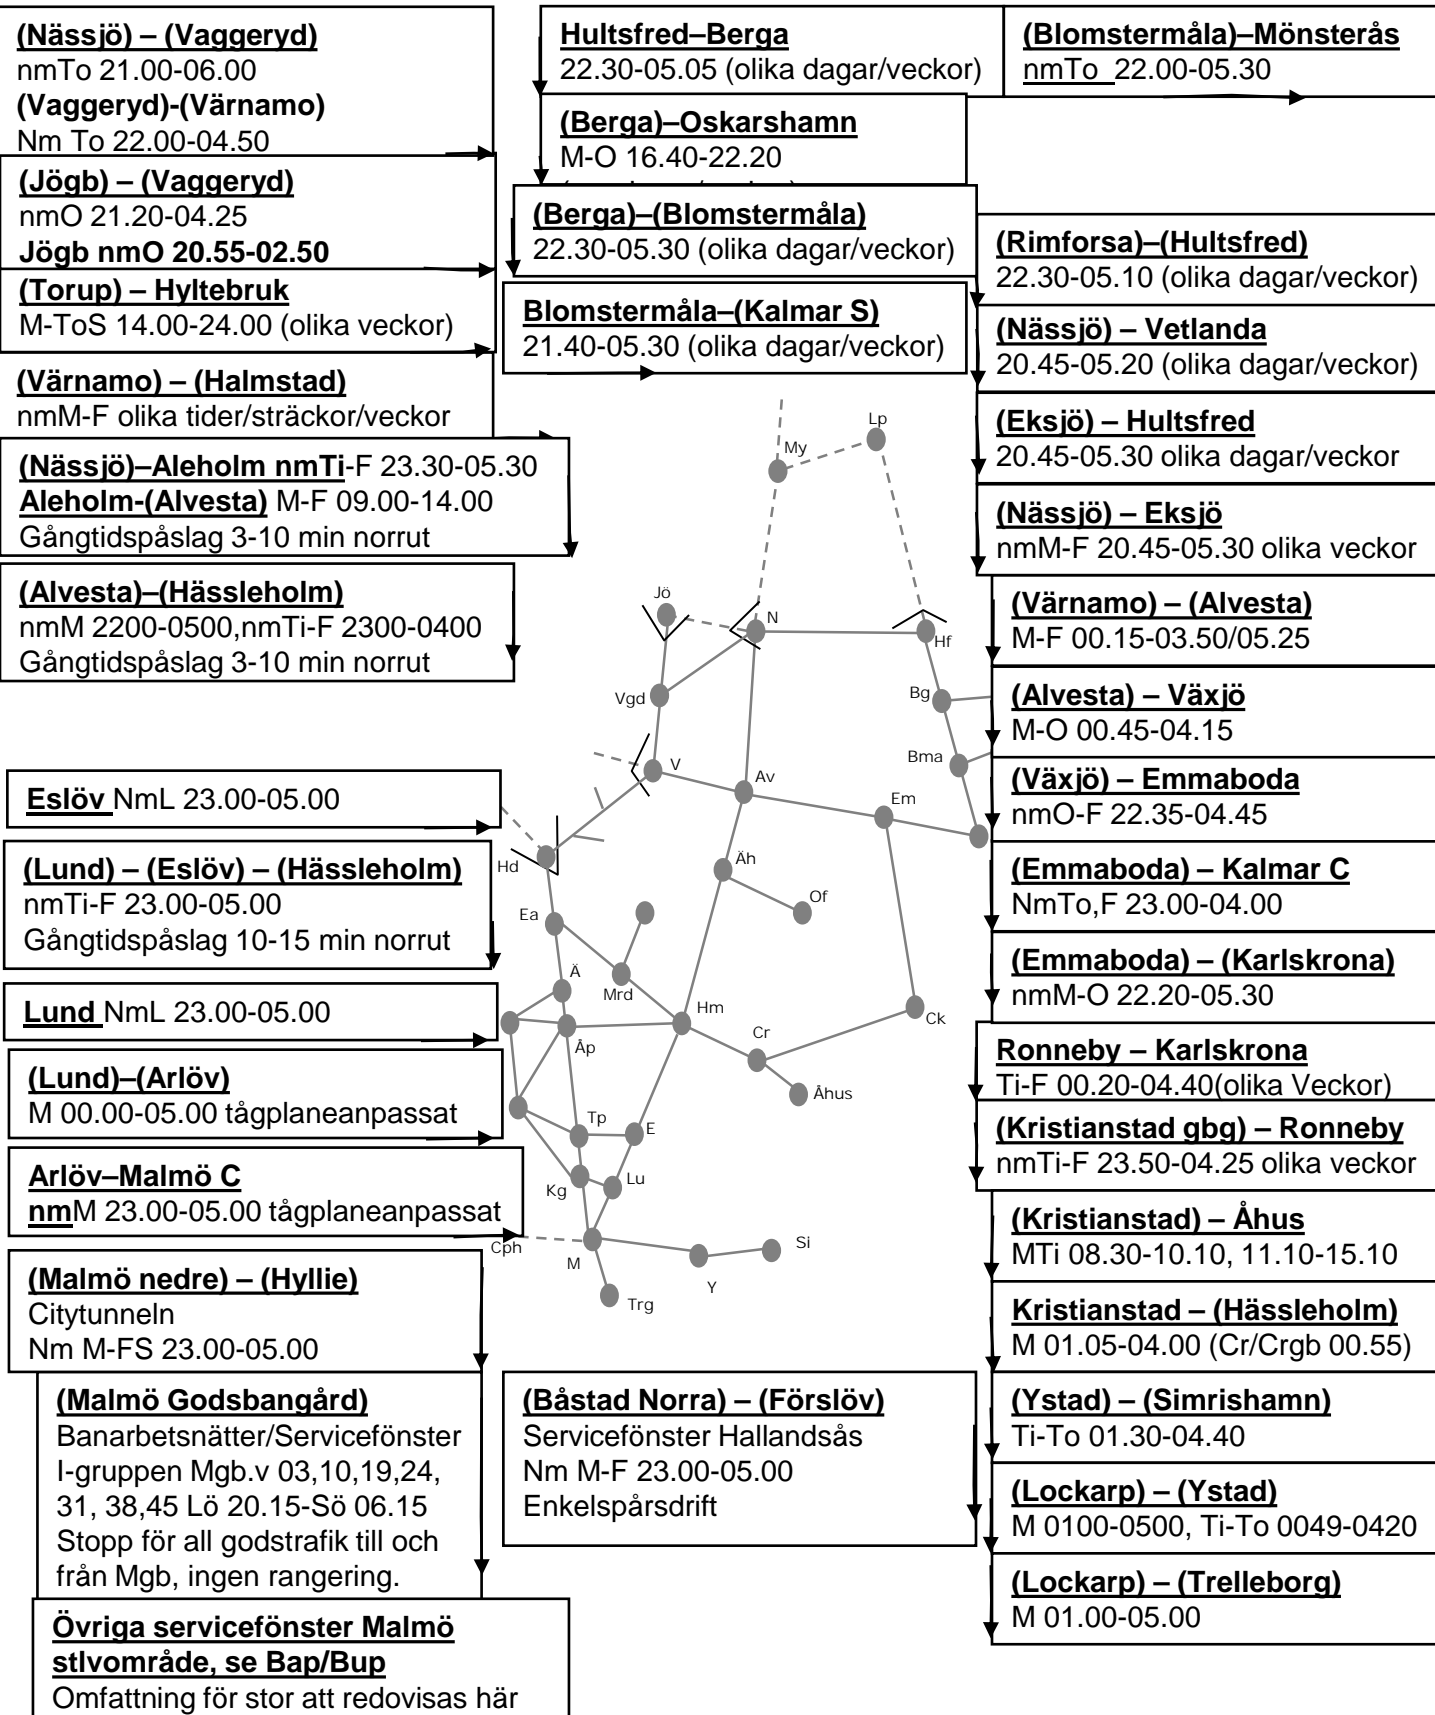 (Nässjö) – (Vaggeryd)
nmTo 21.00-06.00
(Vaggeryd)-(Värnamo)
Nm To 22.00-04.50
(Jögb) – (Vaggeryd)
nmO 21.20-04.25
Jögb nmO 20.55-02.50
(Torup) – Hyltebruk
M-ToS 14.00-24.00 (olika veckor)
(Värnamo) – (Halmstad)
nmM-F olika tider/sträckor/veckor
(Nässjö)–Aleholm nmTi-F 23.30-05.30
Aleholm-(Alvesta) M-F 09.00-14.00
Gångtidspåslag 3-10 min norrut
(Alvesta)–(Hässleholm)
nmM 2200-0500,nmTi-F 2300-0400
Gångtidspåslag 3-10 min norrut
Eslöv NmL 23.00-05.00
(Lund) – (Eslöv) – (Hässleholm)
nmTi-F 23.00-05.00
Gångtidspåslag 10-15 min norrut
Lund NmL 23.00-05.00
(Lund)–(Arlöv)
M 00.00-05.00 tågplaneanpassat
Arlöv–Malmö C
nmM 23.00-05.00 tågplaneanpassat
(Malmö nedre) – (Hyllie)
Citytunneln
Nm M-FS 23.00-05.00
(Malmö Godsbangård)
Banarbetsnätter/Servicefönster
I-gruppen Mgb.v 03,10,19,24,
31, 38,45 Lö 20.15-Sö 06.15
Stopp för all godstrafik till och
från Mgb, ingen rangering.
Övriga servicefönster Malmö
stlvområde, se Bap/Bup
Omfattning för stor att redovisas här
Hultsfred–Berga
22.30-05.05 (olika dagar/veckor)
(Berga)–Oskarshamn
M-O 16.40-22.20
(Berga)–(Blomstermåla)
22.30-05.30 (olika dagar/veckor)
Blomstermåla–(Kalmar S)
21.40-05.30 (olika dagar/veckor)
Lp
My
Jö
N
Hf
Vgd
Bg
Bma
V
Av
Em
Hd
Äh
Of
Ea
Ä
Mrd
Hm
Ck
Cr
Åp
Åhus
Tp
E
Kg
Lu
Cph
M
Si
Y
Trg
(Båstad Norra) – (Förslöv)
Servicefönster Hallandsås
Nm M-F 23.00-05.00
Enkelspårsdrift
(Blomstermåla)–Mönsterås
nmTo 22.00-05.30
(Rimforsa)–(Hultsfred)
22.30-05.10 (olika dagar/veckor)
(Nässjö) – Vetlanda
20.45-05.20 (olika dagar/veckor)
(Eksjö) – Hultsfred
20.45-05.30 olika dagar/veckor
(Nässjö) – Eksjö
nmM-F 20.45-05.30 olika veckor
(Värnamo) – (Alvesta)
M-F 00.15-03.50/05.25
(Alvesta) – Växjö
M-O 00.45-04.15
(Växjö) – Emmaboda
nmO-F 22.35-04.45
(Emmaboda) – Kalmar C
NmTo,F 23.00-04.00
(Emmaboda) – (Karlskrona)
nmM-O 22.20-05.30
Ronneby – Karlskrona
Ti-F 00.20-04.40(olika Veckor)
(Kristianstad gbg) – Ronneby
nmTi-F 23.50-04.25 olika veckor
(Kristianstad) – Åhus
MTi 08.30-10.10, 11.10-15.10
Kristianstad – (Hässleholm)
M 01.05-04.00 (Cr/Crgb 00.55)
(Ystad) – (Simrishamn)
Ti-To 01.30-04.40
(Lockarp) – (Ystad)
M 0100-0500, Ti-To 0049-0420
(Lockarp) – (Trelleborg)
M 01.00-05.00